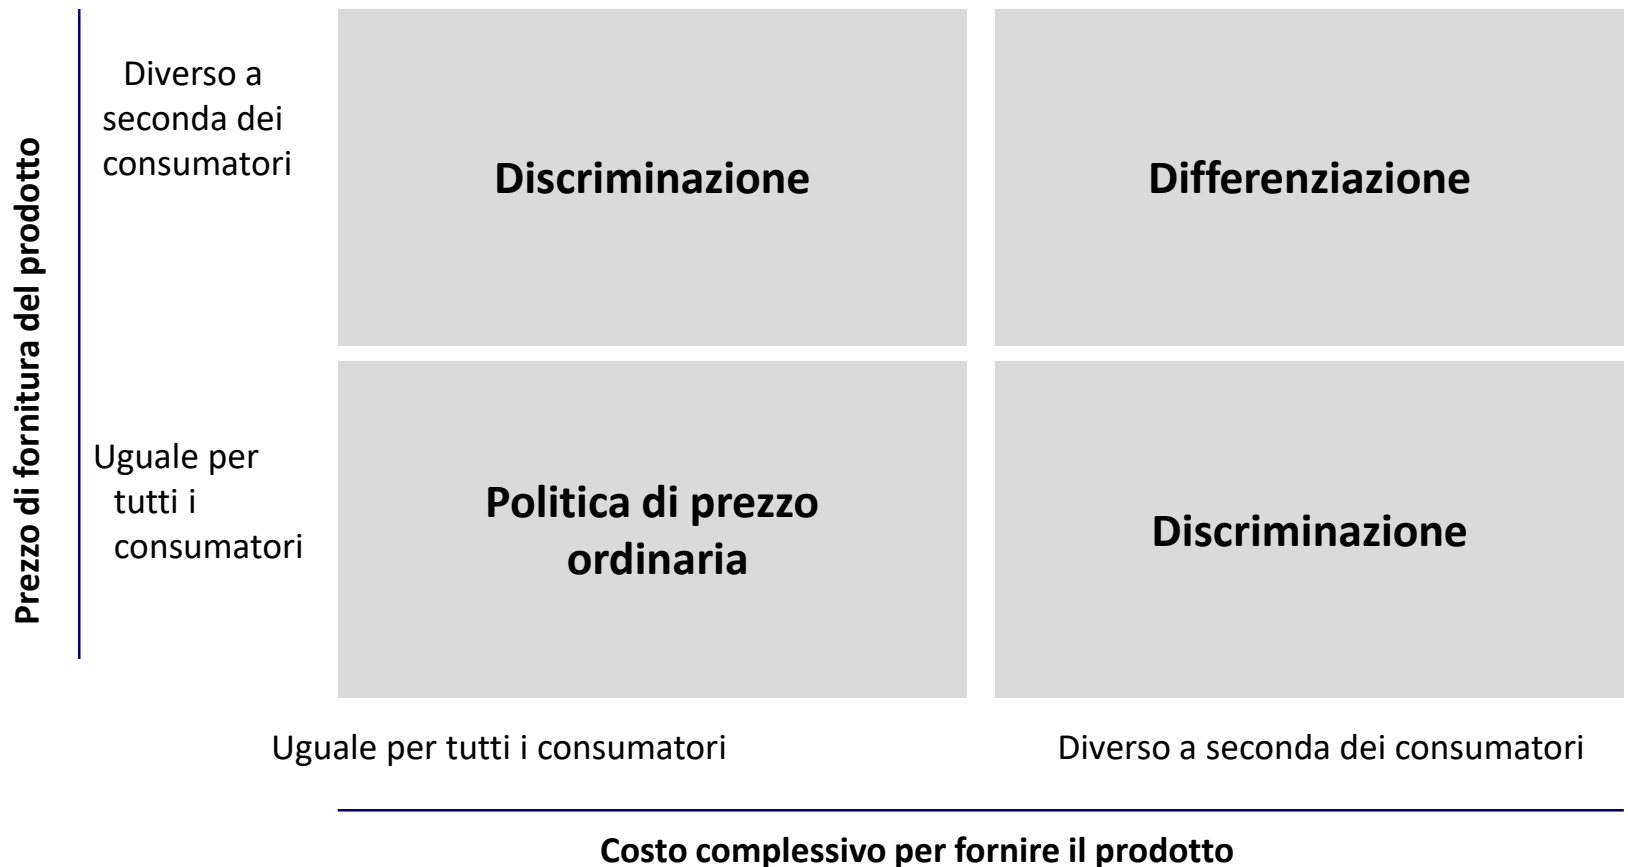 Prezzo di fornitura del prodotto
Diverso a
seconda dei
consumatori
Discriminazione
Differenziazione
Uguale per
tutti i
consumatori
Politica di prezzo
ordinaria
Discriminazione
Uguale per tutti i consumatori
Diverso a seconda dei consumatori
Costo complessivo per fornire il prodotto